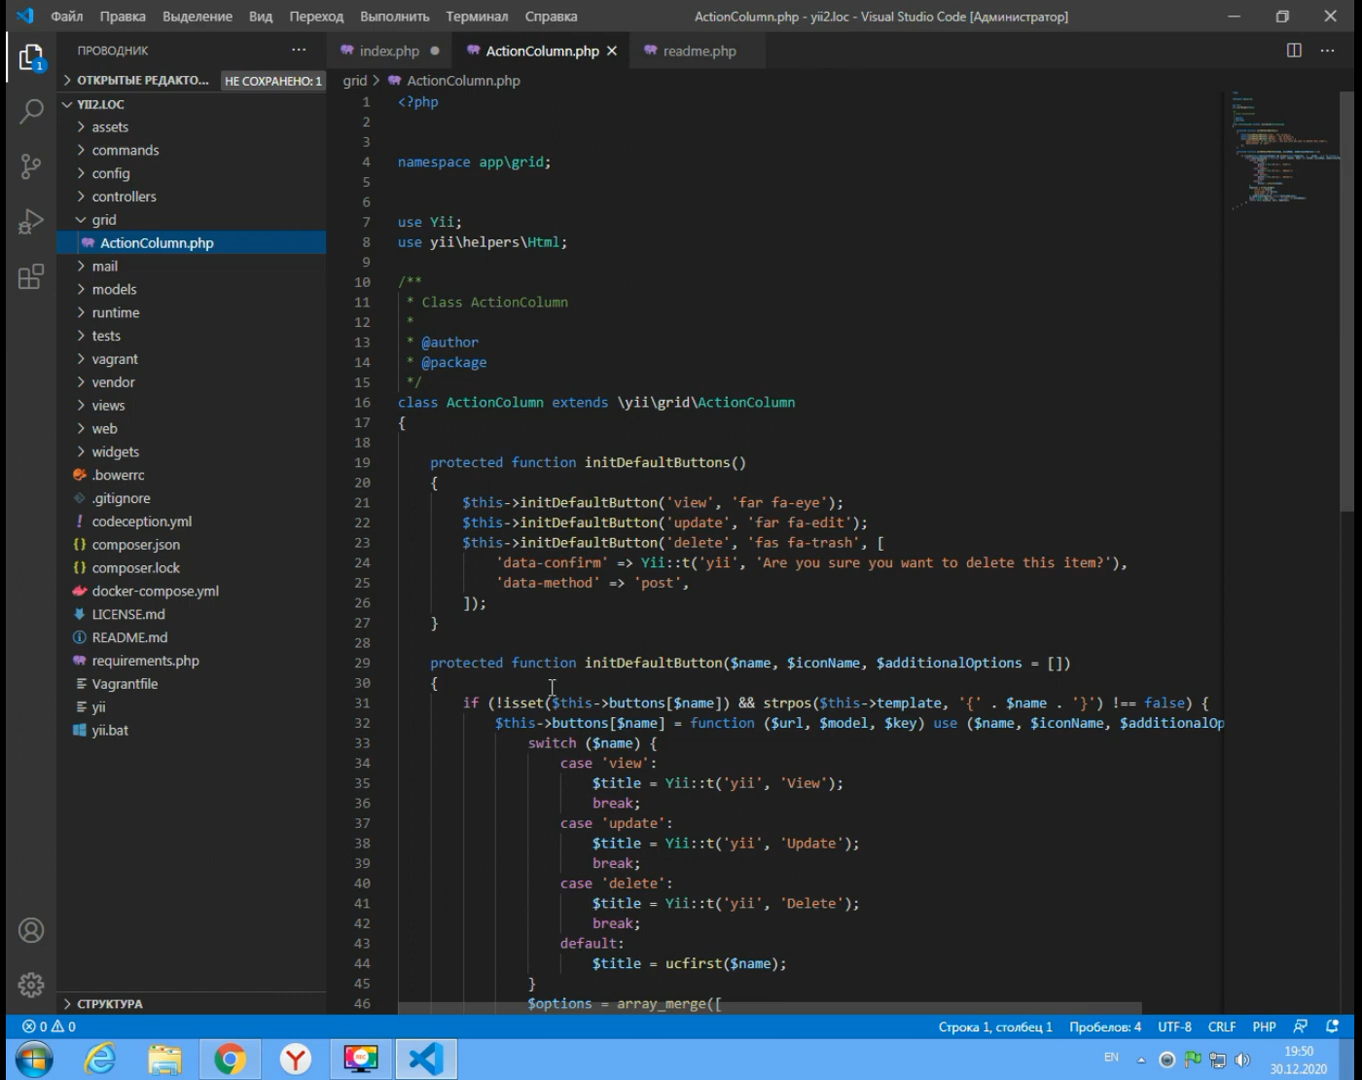 Файл Правка Выделение Вид Переход Выполнить Терминал Справка ActionColumn.php - yii2.loc - Visual Studio Code [Администратор]
ПРОВОДНИК
index.php ActionColumn.php readme.php
ОТКРЫТЫЕ РЕДАКТО... НЕ СОХРАНЕНО: 1
grid > ActionColumn.php
YII2.LOC
assets
commands
config
controllers
grid
ActionColumn.php
mail
models
runtime
tests
vagrant
vendor
views
web
widgets
.bowerrc
.gitignore
codeception.yml
composer.json
composer.lock
docker-compose.yml
LICENSE.md
README.md
requirements.php
Vagrantfile
yii
yii.bat
СТРУКТУРА
1 <?php
2
3
4 namespace app\grid;
5
6
7 use Yii;
8 use yii\helpers\Html;
9
10 /**
11 * Class ActionColumn
12 *
13 * @author
14 * @package
15 */
16 class ActionColumn extends \yii\grid\ActionColumn
17 {
18
19 protected function initDefaultButtons()
20 {
21 $this->initDefaultButton('view', 'far fa-eye');
22 $this->initDefaultButton('update', 'far fa-edit');
23 $this->initDefaultButton('delete', 'fas fa-trash', [
24 'data-confirm' => Yii::t('yii', 'Are you sure you want to delete this item?'),
25 'data-method' => 'post',
26 ]);
27 }
28
29 protected function initDefaultButton($name, $iconName, $additionalOptions = [])
30 {
31 if (!isset($this->buttons[$name]) && strpos($this->template, '{' . $name . '}') !== false) {
32 $this->buttons[$name] = function ($url, $model, $key) use ($name, $iconName, $additionalOp
33 switch ($name) {
34 case 'view':
35 $title = Yii::t('yii', 'View');
36 break;
37 case 'update':
38 $title = Yii::t('yii', 'Update');
39 break;
40 case 'delete':
41 $title = Yii::t('yii', 'Delete');
42 break;
43 default:
44 $title = ucfirst($name);
45 }
46 $options = array_merge([
0 0 Строка 1, столбец 1 Пробелов: 4 UTF-8 CRLF PHP
EN 19:50
30.12.2020